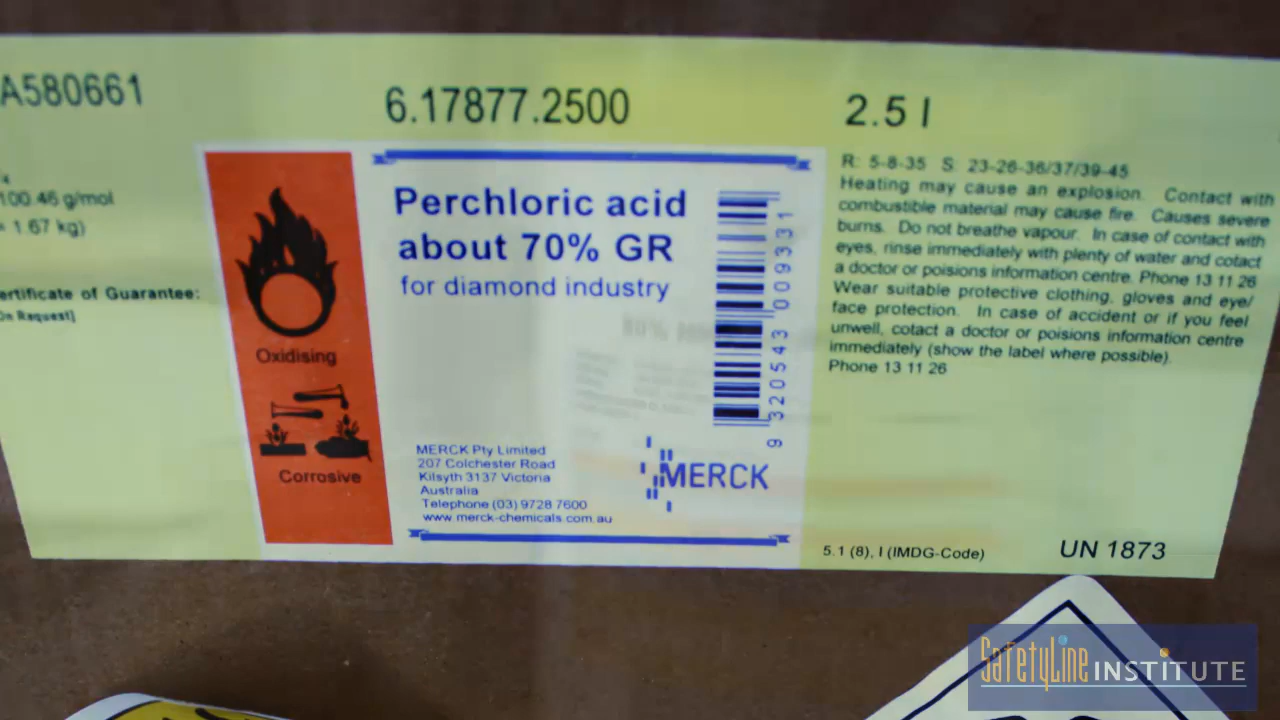 A580661
6.17877.2500
2.5 l
4
100.46 g/mol
= 1.67 kg)
ertificate of Guarantee:
On Request]
Oxidising
Corrosive
Perchloric acid
about 70% GR
for diamond industry
9 320543 009331
MERCK Pty Limited
207 Colchester Road
Kilsyth 3137 Victoria
Australia
Telephone (03) 9728 7600
www.merck-chemicals.com.au
MERCK
R: 5-8-35 S: 23-26-36/37/39-45
Heating may cause an explosion. Contact with
combustible material may cause fire. Causes severe
burns. Do not breathe vapour. In case of contact with
eyes, rinse immediately with plenty of water and cotact
a doctor or poisions information centre. Phone 13 11 26
Wear suitable protective clothing, gloves and eye/
face protection. In case of accident or if you feel
unwell, cotact a doctor or poisions information centre
immediately (show the label where possible).
Phone 13 11 26
5.1 (8), I (IMDG-Code)
UN 1873
SafetyLine INSTITUTE